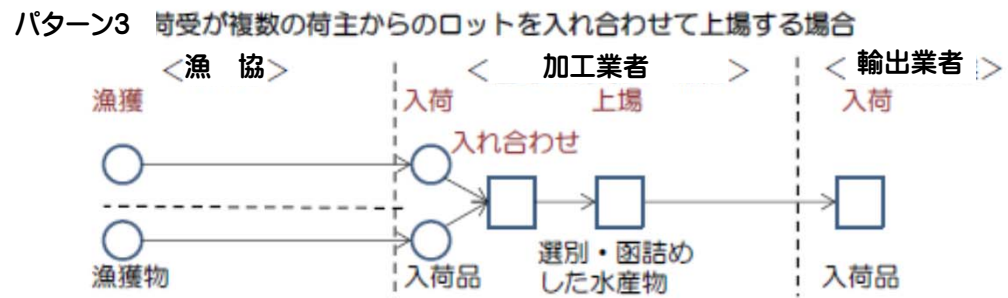 パターン3 荷受が複数の荷主からのロットを入れ合わせて上場する場合
＜漁　協＞ ＜ 加工業者 ＞ ＜ 輸出業者 ＞
漁獲 入荷 上場 入荷
入れ合わせ
選別・函詰め
漁獲物 入荷品 した水産物 入荷品